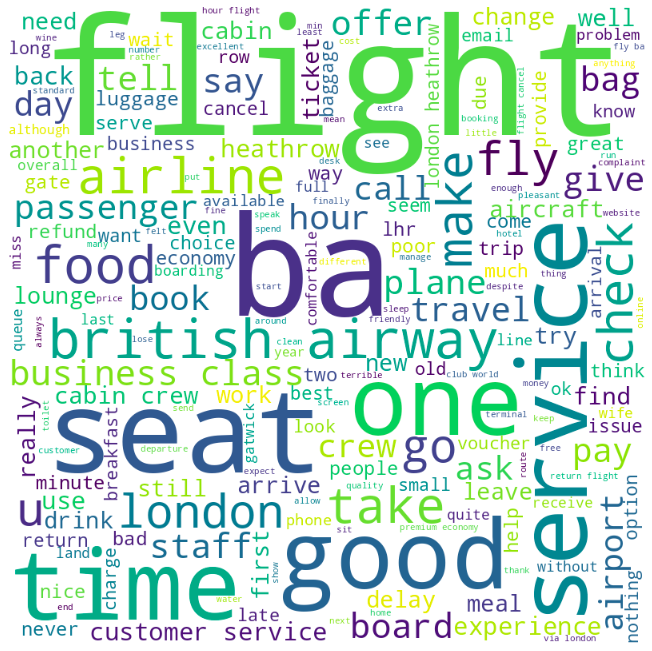 flight
hour flight
min
leg
wine
number
excellent
least
rather
cost
fly ba
anything
need
wait
cabin
row
offer
change
email
well
problem
long
back
tell
say
ticket
baggage
london heathrow
due
provide
bag
day
luggage
cancel
standard
mean
extra
see
booking
little
flight cancel
know
although
serve
business
heathrow
desk
way
run
complaint
great
another
airline
call
fly
give
overall
gate
put
full
seem
make
enough
pleasant
website
passenger
even
hour
aircraft
available
finally
fine
speak
spend
lhr
poor
come
hotel
refund
want
choice
miss
many
felt
comfortable
different
manage
trip
much
arrival
thing
food
economy
boarding
ba
plane
service
check
lounge
book
price
start
sleep
friendly
despite
travel
online
queue
always
last
around
clean
lose
year
terrible
line
try
british airway
new
old
ok
think
business class
two
club world
money
find
toilet
send
cabin crew
work
best
screen
one
terminal
keep
wife
issue
really
breakfast
seat
gatwick
look
voucher
customer
departure
crew
go
route
free
return flight
pay
minute
expect
quality
people
ask
still
arrive
allow
small
leave
receive
option
u
use
london
premium economy
take
help
drink
phone
quite
without
airport
nothing
return
bad
staff
sit
good
land
charge
first
show
thank
nice
time
water
delay
meal
end
late
home
never
customer service
next
board
experience
via london